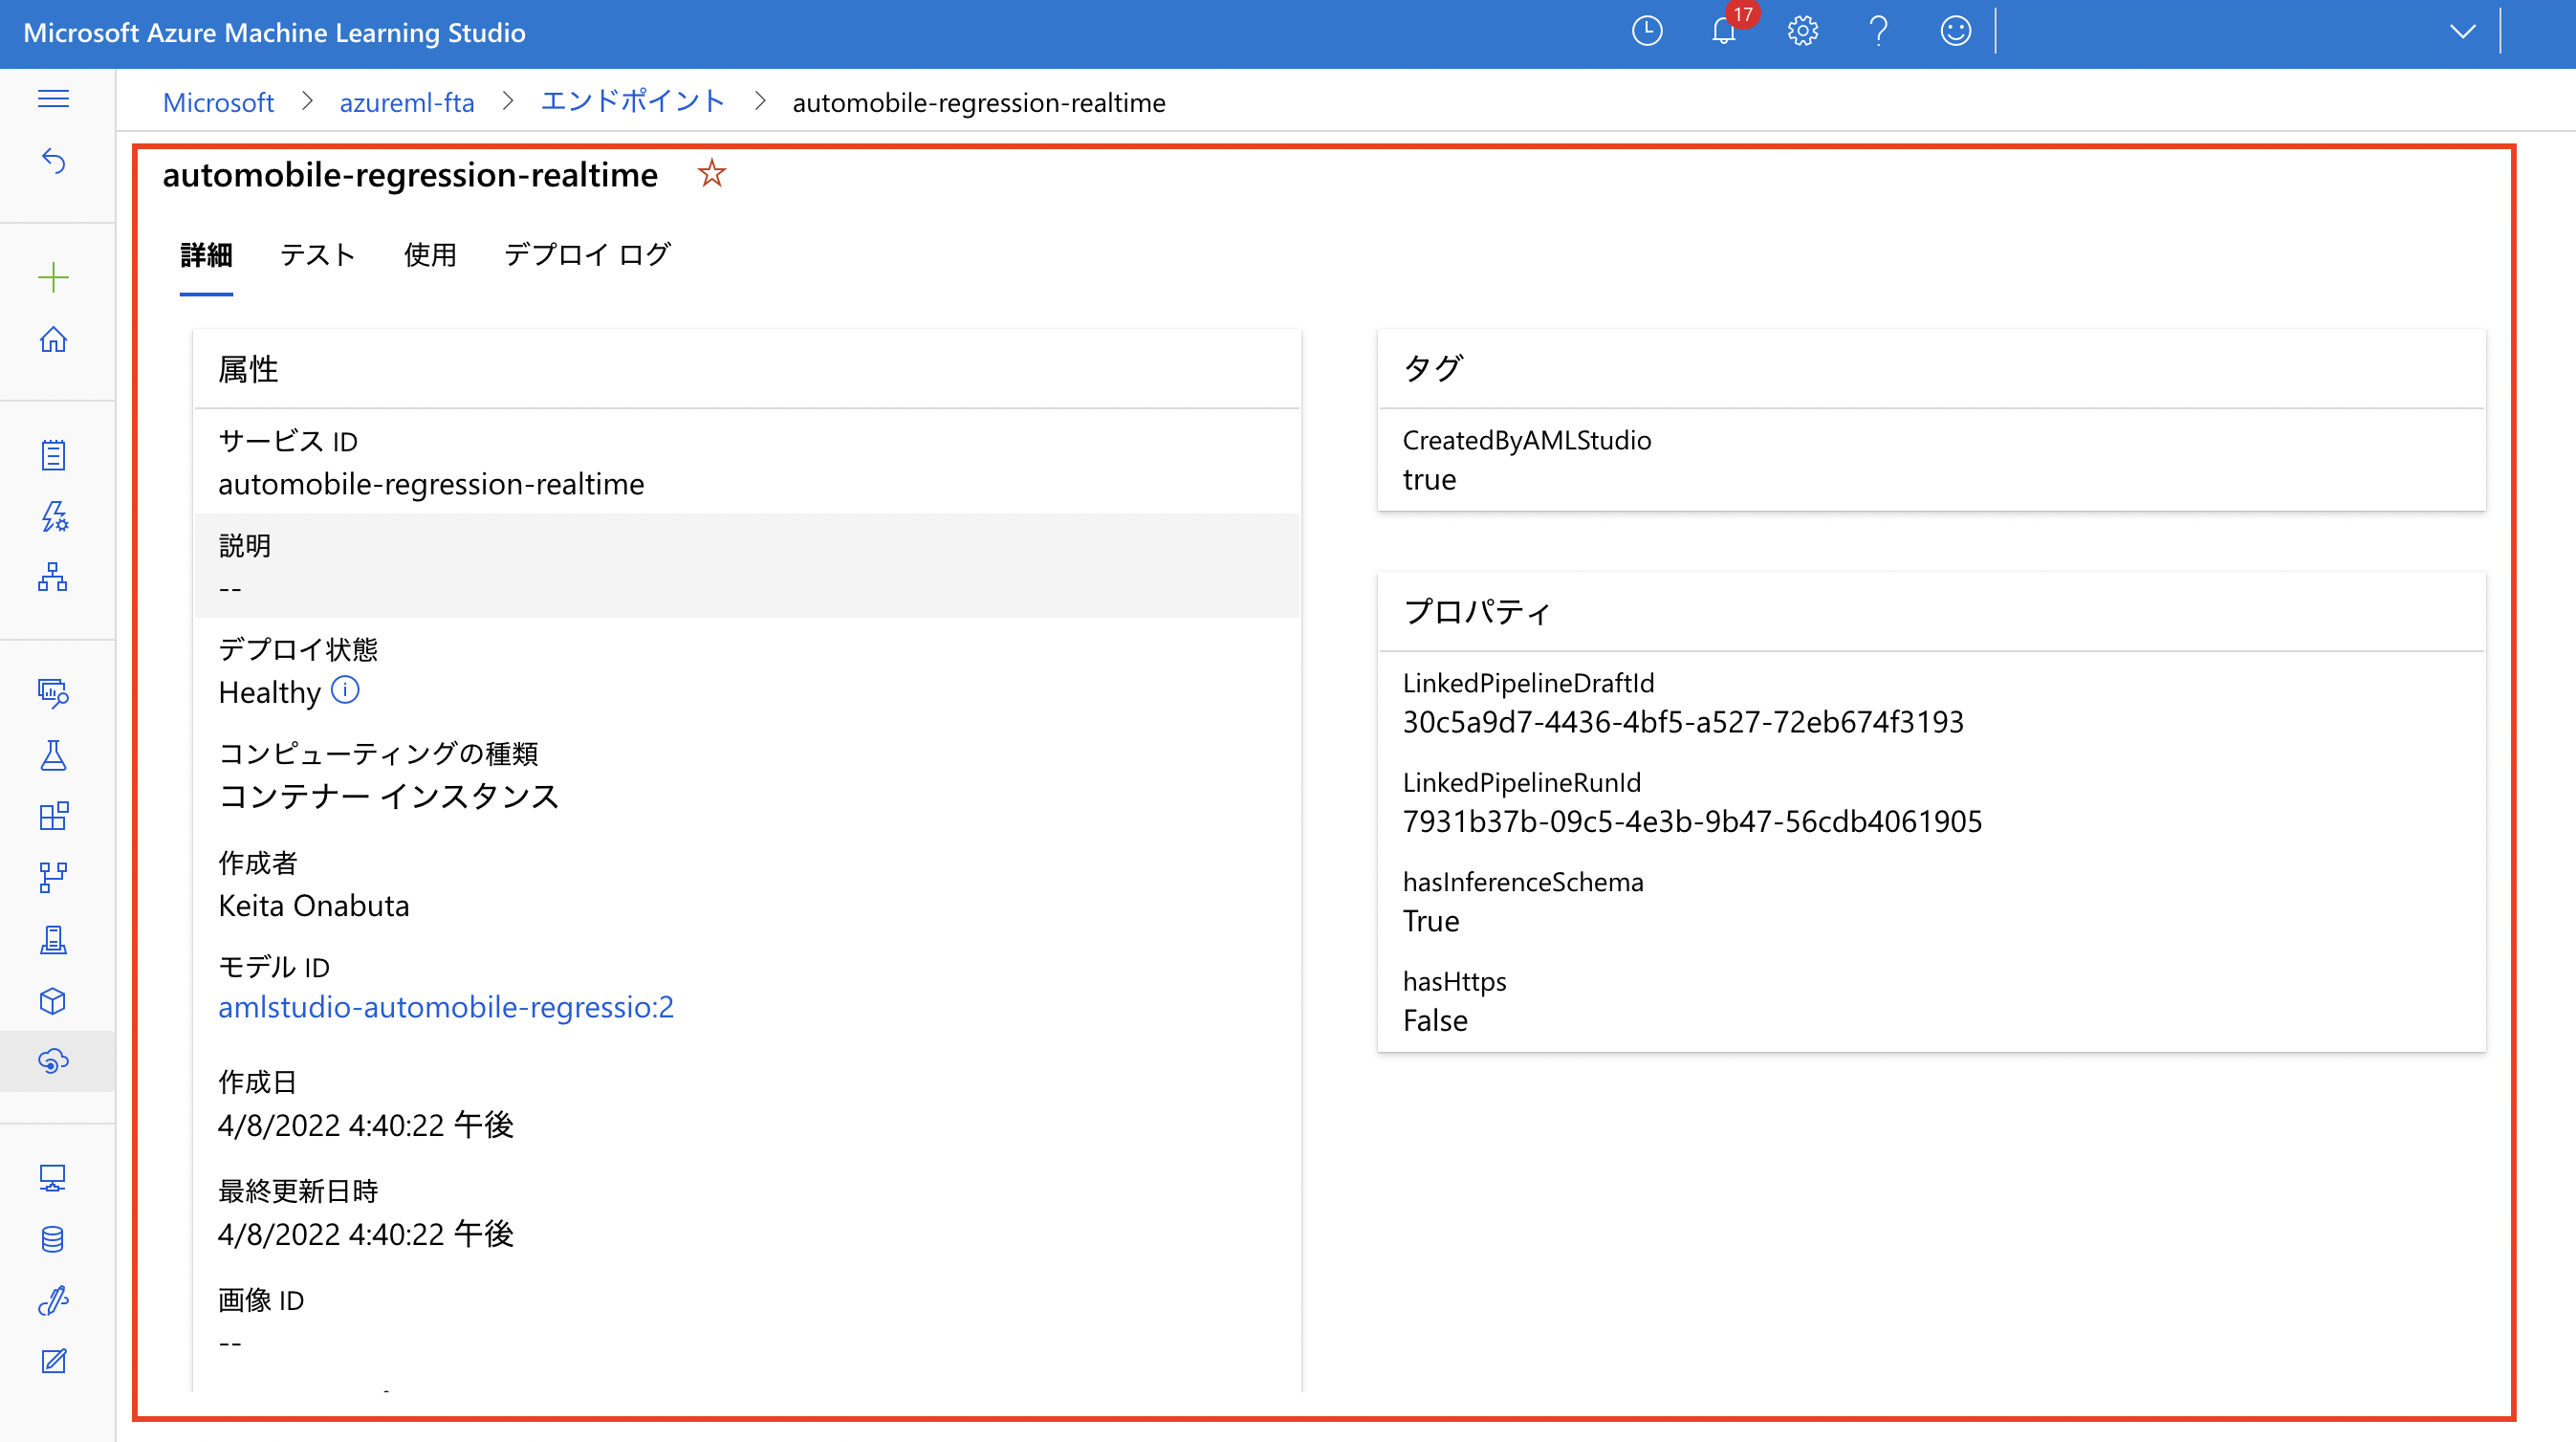 Microsoft Azure Machine Learning Studio
17
Microsoft > azureml-fta > エンドポイント > automobile-regression-realtime
automobile-regression-realtime
詳細 テスト 使用 デプロイ ログ
属性
サービス ID
automobile-regression-realtime
説明
--
デプロイ状態
Healthy
コンピューティングの種類
コンテナー インスタンス
作成者
Keita Onabuta
モデル ID
amlstudio-automobile-regressio:2
作成日
4/8/2022 4:40:22 午後
最終更新日時
4/8/2022 4:40:22 午後
画像 ID
--
タグ
CreatedByAMLStudio
true
プロパティ
LinkedPipelineDraftId
30c5a9d7-4436-4bf5-a527-72eb674f3193
LinkedPipelineRunId
7931b37b-09c5-4e3b-9b47-56cdb4061905
hasInferenceSchema
True
hasHttps
False